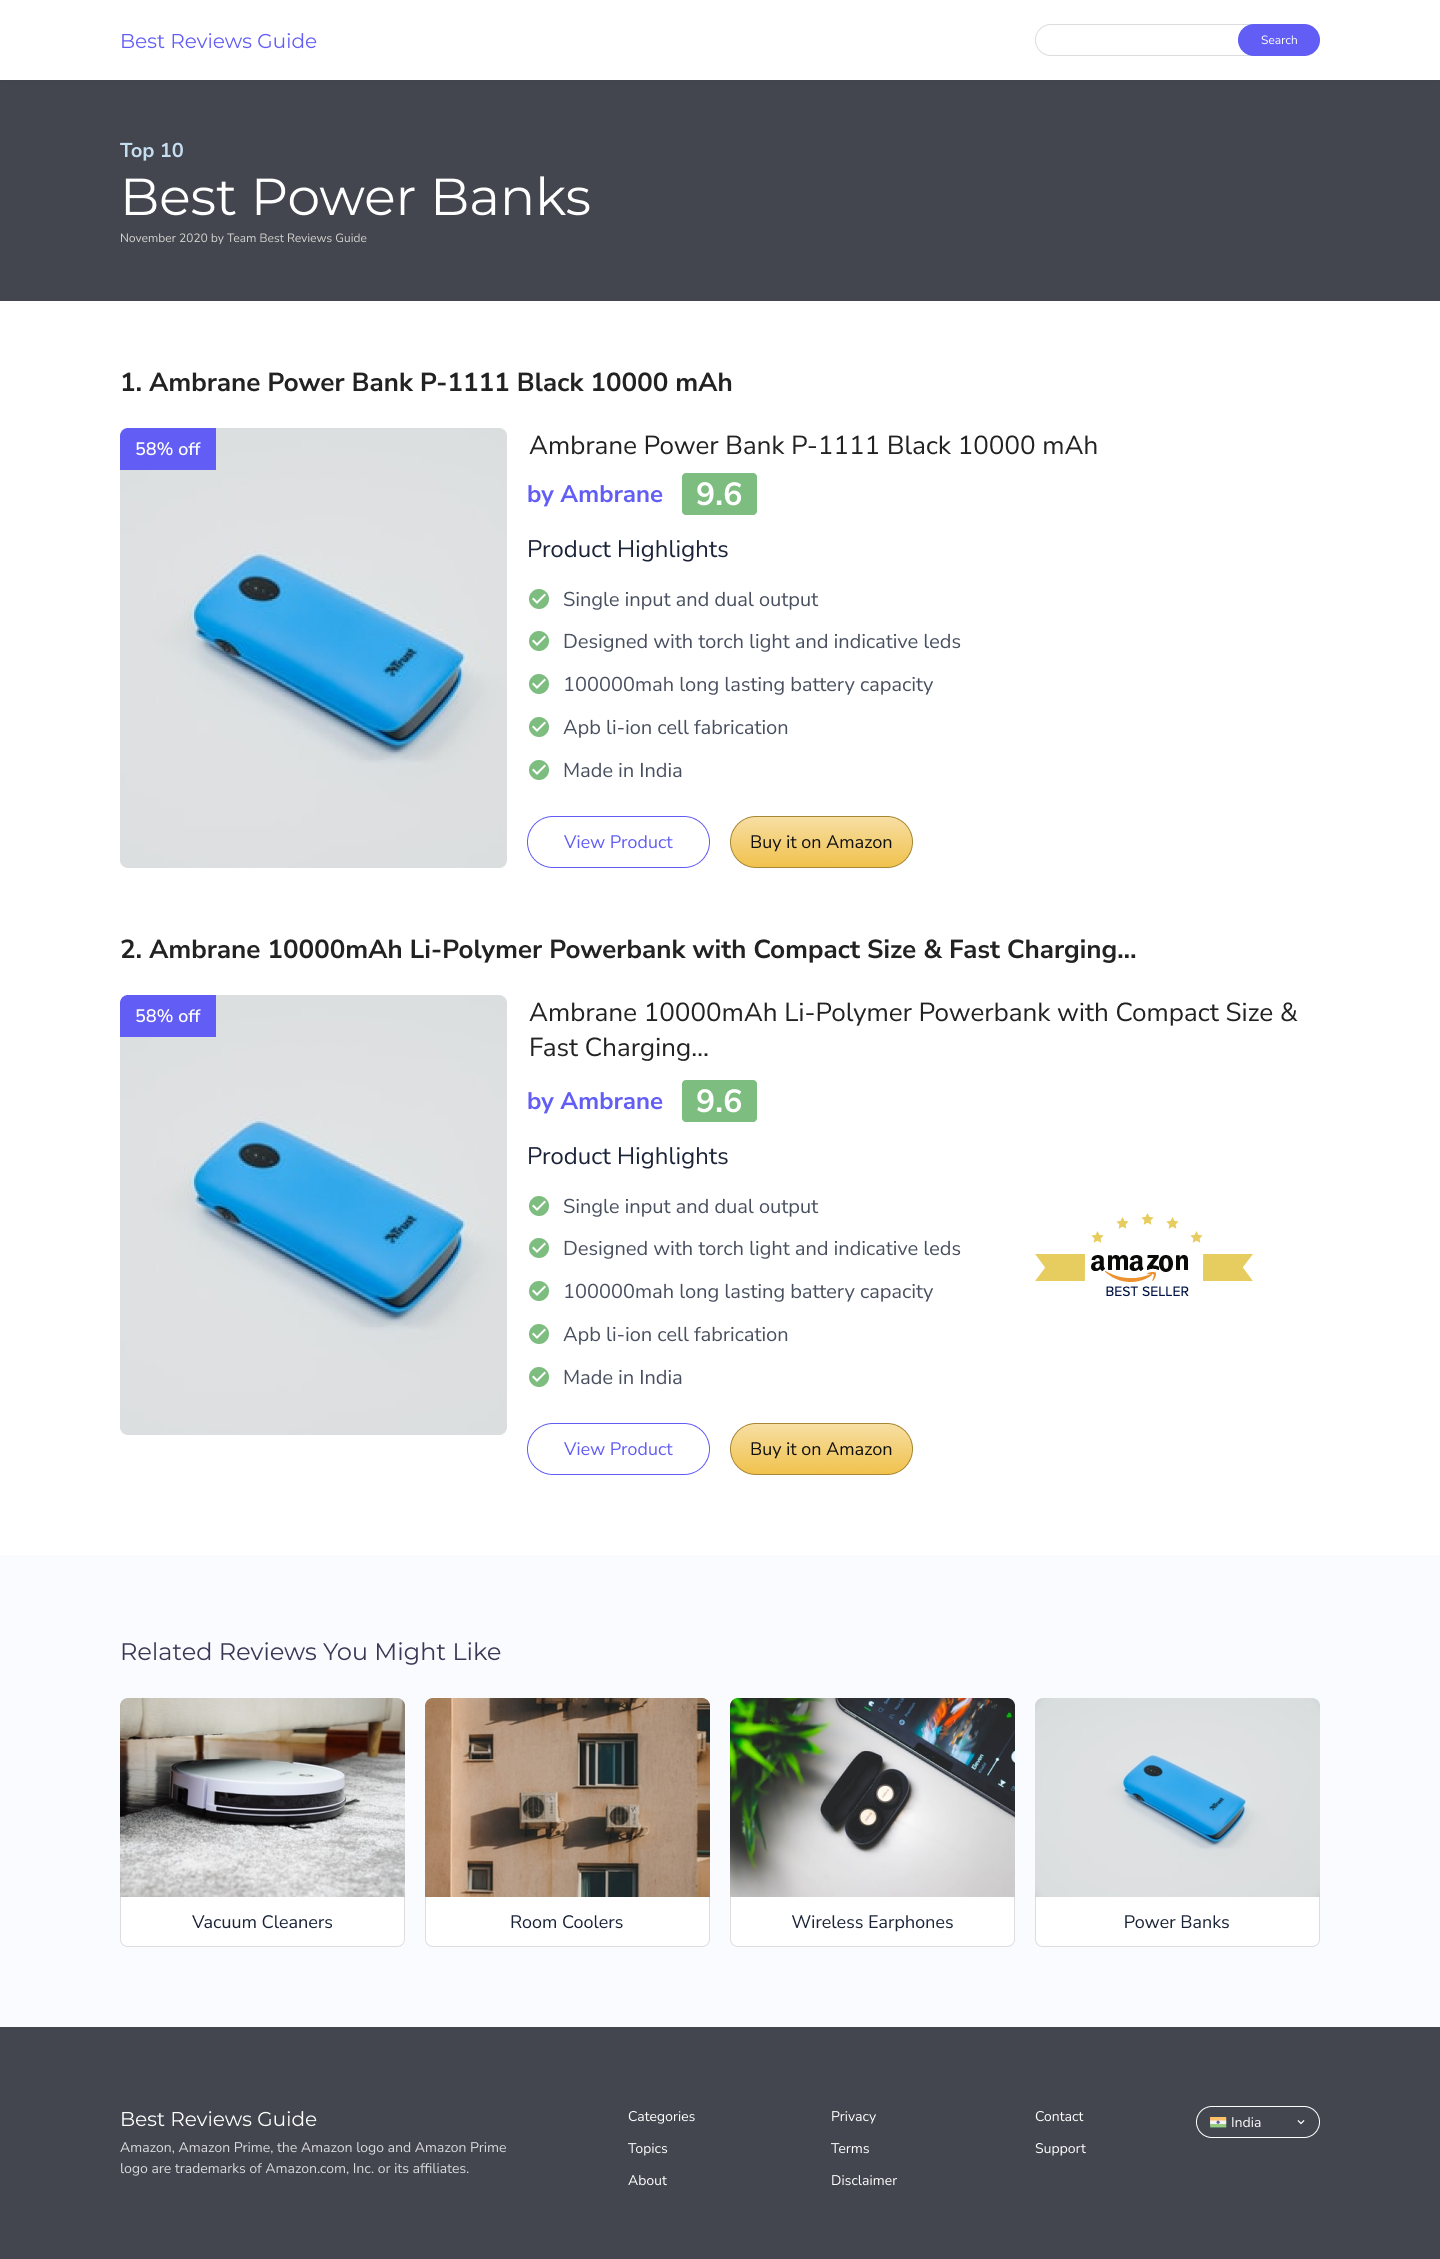 Best Reviews Guide
Search
Top 10
Best Power Banks
November 2020 by Team Best Reviews Guide
1. Ambrane Power Bank P-1111 Black 10000 mAh
58% off
Trust
Ambrane Power Bank P-1111 Black 10000 mAh
by Ambrane 9.6
Product Highlights
Single input and dual output
Designed with torch light and indicative leds
100000mah long lasting battery capacity
Apb li-ion cell fabrication
Made in India
View Product
Buy it on Amazon
2. Ambrane 10000mAh Li-Polymer Powerbank with Compact Size & Fast Charging...
58% off
Trust
Ambrane 10000mAh Li-Polymer Powerbank with Compact Size &
Fast Charging...
by Ambrane 9.6
Product Highlights
Single input and dual output
Designed with torch light and indicative leds
100000mah long lasting battery capacity
Apb li-ion cell fabrication
Made in India
amazon
BEST SELLER
View Product
Buy it on Amazon
Related Reviews You Might Like
Trust
Vacuum Cleaners
Room Coolers
Wireless Earphones
Power Banks
Best Reviews Guide
Amazon, Amazon Prime, the Amazon logo and Amazon Prime
logo are trademarks of Amazon.com, Inc. or its affiliates.
Categories
Topics
About
Privacy
Terms
Disclaimer
Contact
Support
India